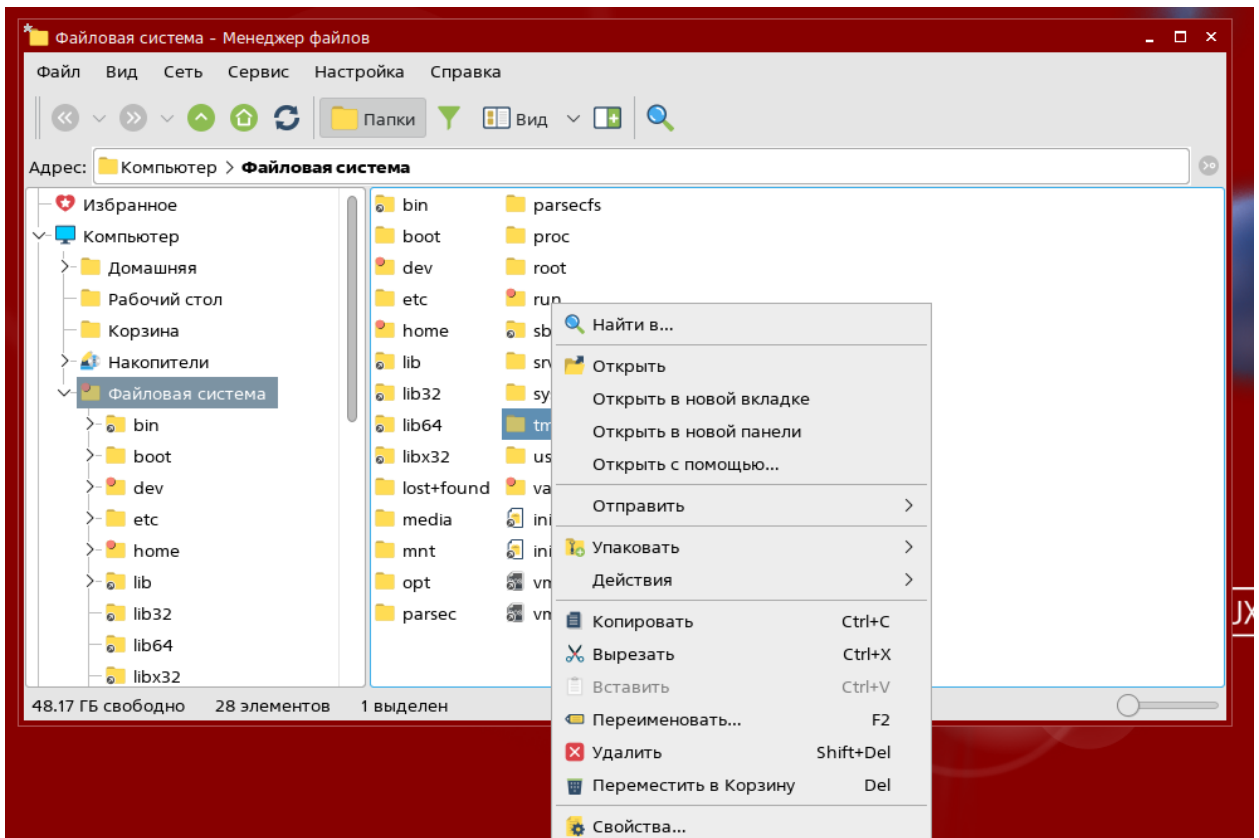 Файловая система - Менеджер файлов
Файл Вид Сеть Сервис Настройка Справка
Папки Вид
Адрес: Компьютер > Файловая система
Избранное
Компьютер
Домашняя
Рабочий стол
Корзина
Накопители
Файловая система
bin
boot
dev
etc
home
lib
lib32
lib64
libx32
bin
boot
dev
etc
home
lib
lib32
lib64
libx32
lost+found
media
mnt
opt
parsec
parsecfs
proc
root
run
Найти в...
Открыть
Открыть в новой вкладке
Открыть в новой панели
Открыть с помощью...
Отправить
Упаковать
Действия
Копировать Ctrl+C
Вырезать Ctrl+X
Вставить Ctrl+V
Переименовать... F2
Удалить Shift+Del
Переместить в Корзину Del
Свойства...
48.17 ГБ свободно 28 элементов 1 выделен